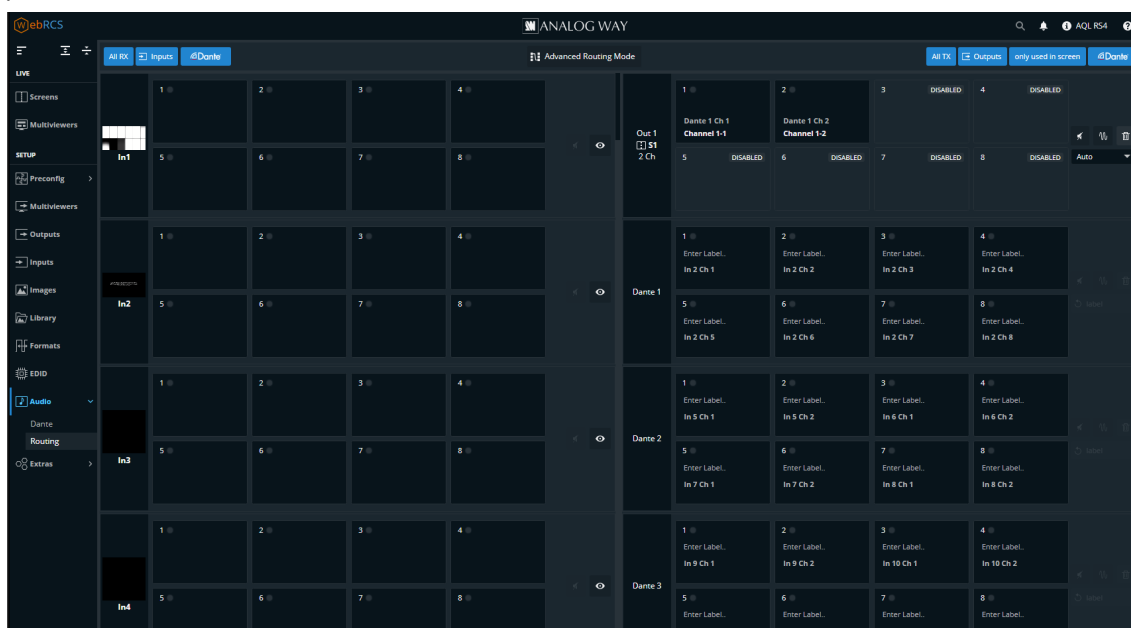 WebRCS
ANALOG WAY
AQL RS4
All RX
Inputs
Dante
Advanced Routing Mode
All TX
Outputs
only used in screen
Dante
LIVE
Screens
Multiviewers
SETUP
Preconfig
Multiviewers
Outputs
Inputs
Images
Library
Formats
EDID
Audio
Dante
Routing
Extras
In1
1 2 3 4
5 6 7 8
In2
1 2 3 4
5 6 7 8
In3
1 2 3 4
5 6 7 8
In4
1 2 3 4
5 6 7 8
Out 1
S1
2 Ch
1 2 3 DISABLED 4 DISABLED
Dante 1 Ch 1 Dante 1 Ch 2
Channel 1-1 Channel 1-2
5 DISABLED 6 DISABLED 7 DISABLED 8 DISABLED
Auto
Dante 1
1 2 3 4
Enter Label.. Enter Label.. Enter Label.. Enter Label..
In 2 Ch 1 In 2 Ch 2 In 2 Ch 3 In 2 Ch 4
5 6 7 8
Enter Label.. Enter Label.. Enter Label.. Enter Label..
In 2 Ch 5 In 2 Ch 6 In 2 Ch 7 In 2 Ch 8
label
Dante 2
1 2 3 4
Enter Label.. Enter Label.. Enter Label.. Enter Label..
In 5 Ch 1 In 5 Ch 2 In 6 Ch 1 In 6 Ch 2
5 6 7 8
Enter Label.. Enter Label.. Enter Label.. Enter Label..
In 7 Ch 1 In 7 Ch 2 In 8 Ch 1 In 8 Ch 2
label
Dante 3
1 2 3 4
Enter Label.. Enter Label.. Enter Label.. Enter Label..
In 9 Ch 1 In 9 Ch 2 In 10 Ch 1 In 10 Ch 2
5 6 7 8
Enter Label.. Enter Label.. Enter Label.. Enter Label..
label